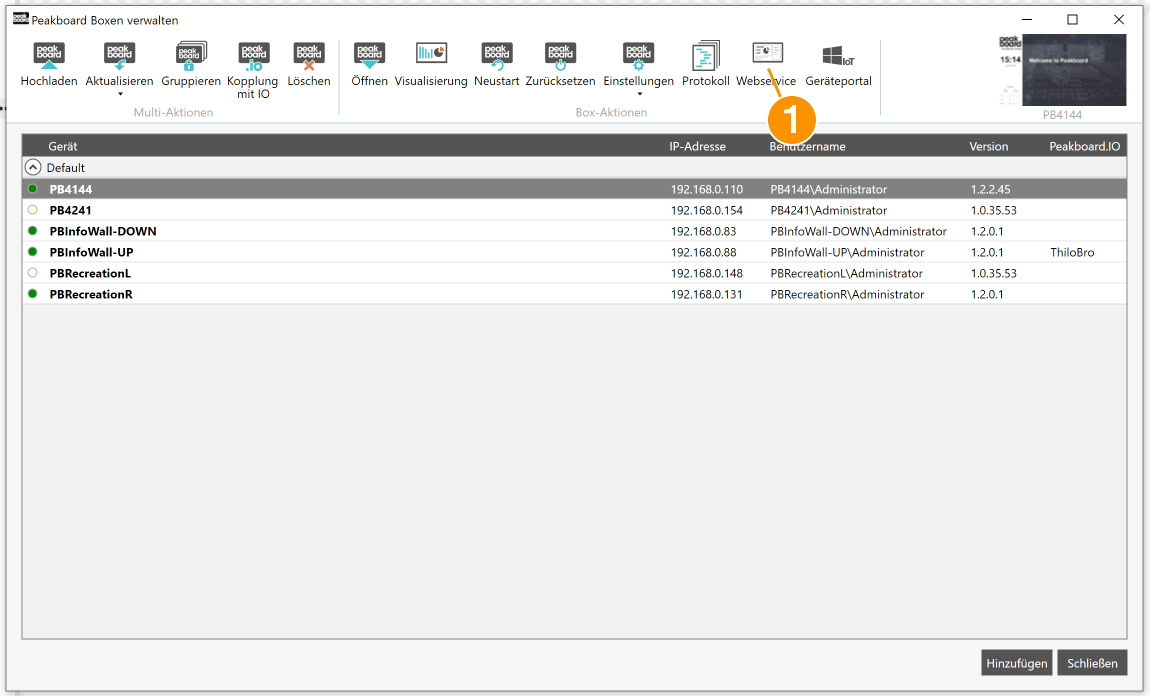 peak board Peakboard Boxen verwalten
Hochladen Aktualisieren Gruppieren Kopplung mit IO Löschen Öffnen Visualisierung Neustart Zurücksetzen Einstellungen Protokoll Webservice Geräteportal
Multi-Aktionen Box-Aktionen
1
peak board
15:14 Welcome to Peakboard
PB4144
Gerät IP-Adresse Benutzername Version Peakboard.IO
Default
PB4144 192.168.0.110 PB4144\Administrator 1.2.2.45
PB4241 192.168.0.154 PB4241\Administrator 1.0.35.53
PBInfoWall-DOWN 192.168.0.83 PBInfoWall-DOWN\Administrator 1.2.0.1
PBInfoWall-UP 192.168.0.88 PBInfoWall-UP\Administrator 1.2.0.1 ThiloBro
PBRecreationL 192.168.0.148 PBRecreationL\Administrator 1.0.35.53
PBRecreationR 192.168.0.131 PBRecreationR\Administrator 1.2.0.1
Hinzufügen Schließen